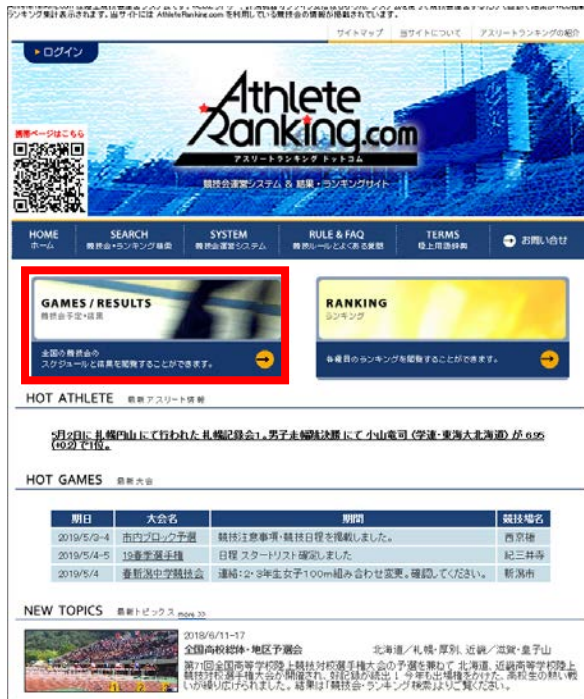 ランキング集計表示されます。当サイトには AthleteRanking.com を利用している競技会の情報が掲載されています。
サイトマップ 当サイトについて アスリートランキングの紹介
ログイン
Athlete
Ranking.com
アスリートランキング ドットコム
携帯ページはこちら
競技会運営システム & 結果・ランキングサイト
HOME SEARCH SYSTEM RULE & FAQ TERMS
ホーム 競技会・ランキング検索 競技会運営システム 競技ルールとよくある質問 陸上用語辞典 お問い合せ
GAMES / RESULTS
競技会予定・結果
全国の競技会の
スケジュールと結果を閲覧することができます。
RANKING
ランキング
各種目のランキングを閲覧することができます。
HOT ATHLETE 最新アスリート情報
5月2日に 札幌円山 にて行われた 札幌記録会1。男子走幅跳決勝 にて 小山竜司 (学連・東海大北海道) が 6.95
(+0.2) で1位。
HOT GAMES 最新大会
期日 大会名 期間 競技場名
2019/5/3-4 市内ブロック予選 競技注意事項・競技日程を掲載しました。 西京極
2019/5/4-5 19春季選手権 日程 スタートリスト確定しました 紀三井寺
2019/5/4 春新潟中学競技会 連絡:2・3年生女子100m組み合わせ変更。確認してください。 新潟市
NEW TOPICS 最新トピックス more >>
2018/6/11-17
全国高校総体・地区予選会 北海道/札幌・厚別、近畿/滋賀・皇子山
第71回全国高等学校陸上競技対校選手権大会の予選を兼ねて 北海道、近畿高等学校陸上
競技対校選手権大会が開催され、好記録が続出! 今年も出場権をかけた、高校生の熱い戦
いが繰り広げられました。結果は「競技会・ランキング検索」よりご覧ください。